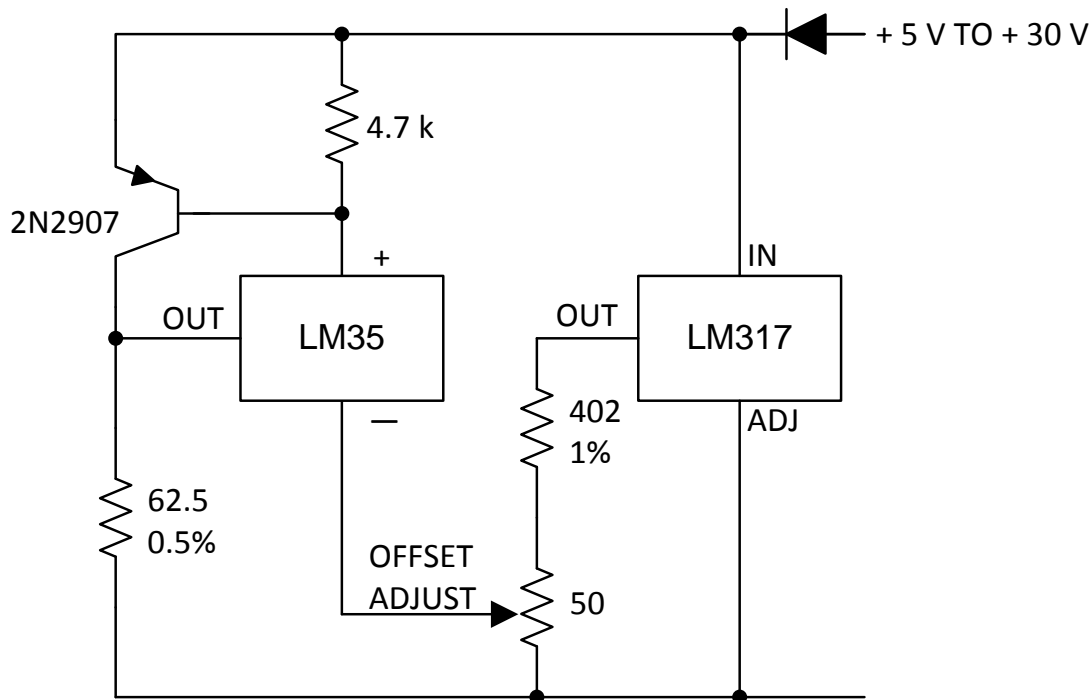 + 5 V TO + 30 V
4.7 k
2N2907
+
IN
OUT
LM35
OUT
LM317
—
402
1%
ADJ
62.5
0.5%
OFFSET
ADJUST
50